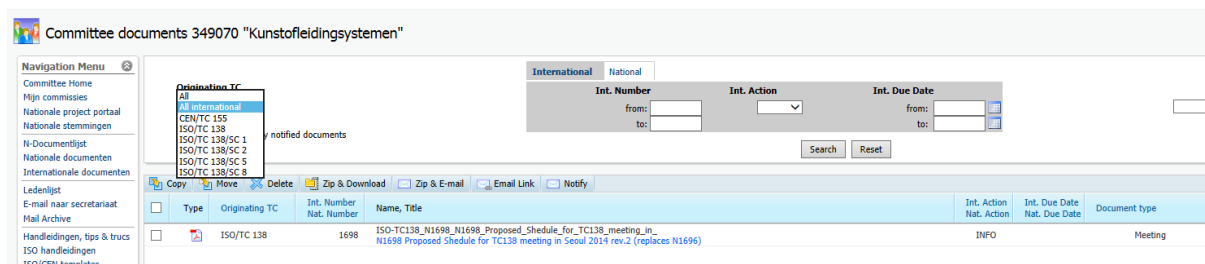 Committee documents 349070 "Kunstofleidingsystemen"
Navigation Menu
Committee Home
Mijn commissies
Nationale project portaal
Nationale stemmingen
N-Documentlijst
Nationale documenten
Internationale documenten
Ledenlijst
E-mail naar secretariaat
Mail Archive
Handleidingen, tips & trucs
ISO handleidingen
ISO/CEN templates
Originating TC
All
All international
CEN/TC 155
ISO/TC 138
ISO/TC 138/SC 1
ISO/TC 138/SC 2
ISO/TC 138/SC 5
ISO/TC 138/SC 8
y notified documents
International National
Int. Number Int. Action Int. Due Date
from: from:
to: to:
Search Reset
Copy Move Delete Zip & Download Zip & E-mail Email Link Notify
Type Originating TC Int. Number Name, Title Int. Action Int. Due Date Document type
Nat. Number Nat. Action Nat. Due Date
ISO/TC 138 1698 ISO-TC138_N1698_N1698_Proposed_Shedule_for_TC138_meeting_in_ INFO Meeting
N1698 Proposed Shedule for TC138 meeting in Seoul 2014 rev.2 (replaces N1696)